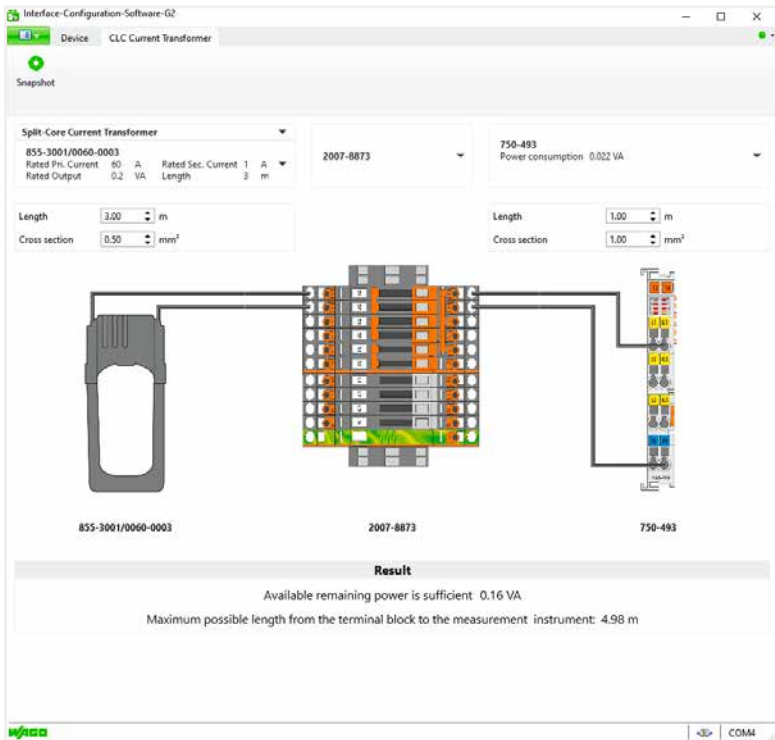 Interface-Configuration-Software-G2
Device CLC Current Transformer
Snapshot
Split-Core Current Transformer
855-3001/0060-0003
Rated Pri. Current 60 A Rated Sec. Current 1 A
Rated Output 0.2 VA Length 3 m
2007-8873
750-493
Power consumption 0.022 VA
Length 3.00 m
Cross section 0.50 mm²
Length 1.00 m
Cross section 1.00 mm²
855-3001/0060-0003
2007-8873
750-493
Result
Available remaining power is sufficient 0.16 VA
Maximum possible length from the terminal block to the measurement instrument: 4.98 m
WAGO
COM4